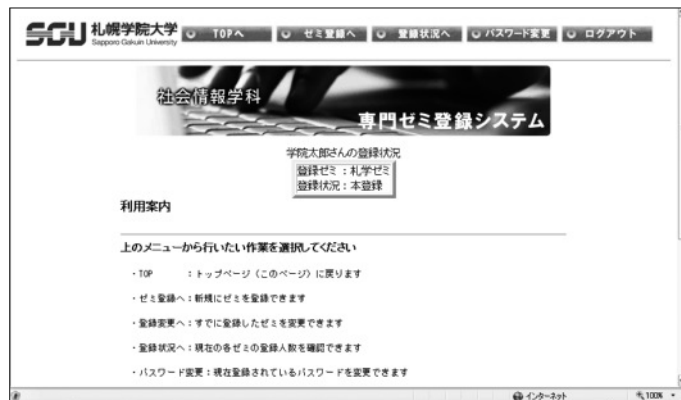 SGU 札幌学院大学 TOPへ ゼミ登録へ 登録状況へ パスワード変更 ログアウト
Sapporo Gakuin University
社会情報学科
専門ゼミ登録システム
学院太郎さんの登録状況
登録ゼミ：札学ゼミ
登録状況：本登録
利用案内
上のメニューから行いたい作業を選択してください
・TOP ：トップページ（このページ）に戻ります
・ゼミ登録へ：新規にゼミを登録できます
・登録変更へ：すでに登録したゼミを変更できます
・登録状況へ：現在の各ゼミの登録人数を確認できます
・パスワード変更：現在登録されているパスワードを変更できます
インターネット 100%